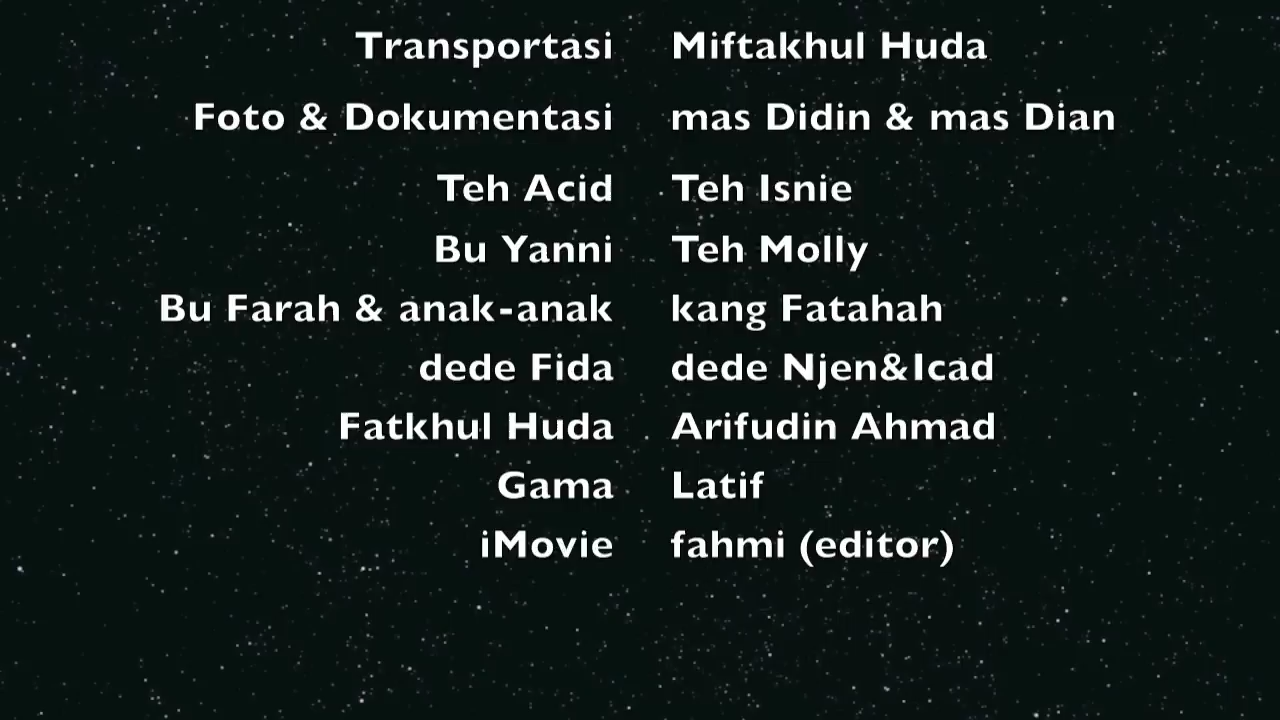 Transportasi Miftakhul Huda
Foto & Dokumentasi mas Didin & mas Dian
Teh Acid Teh Isnie
Bu Yanni Teh Molly
Bu Farah & anak-anak kang Fatahah
dede Fida dede Njen&Icad
Fatkhul Huda Arifudin Ahmad
Gama Latif
iMovie fahmi (editor)